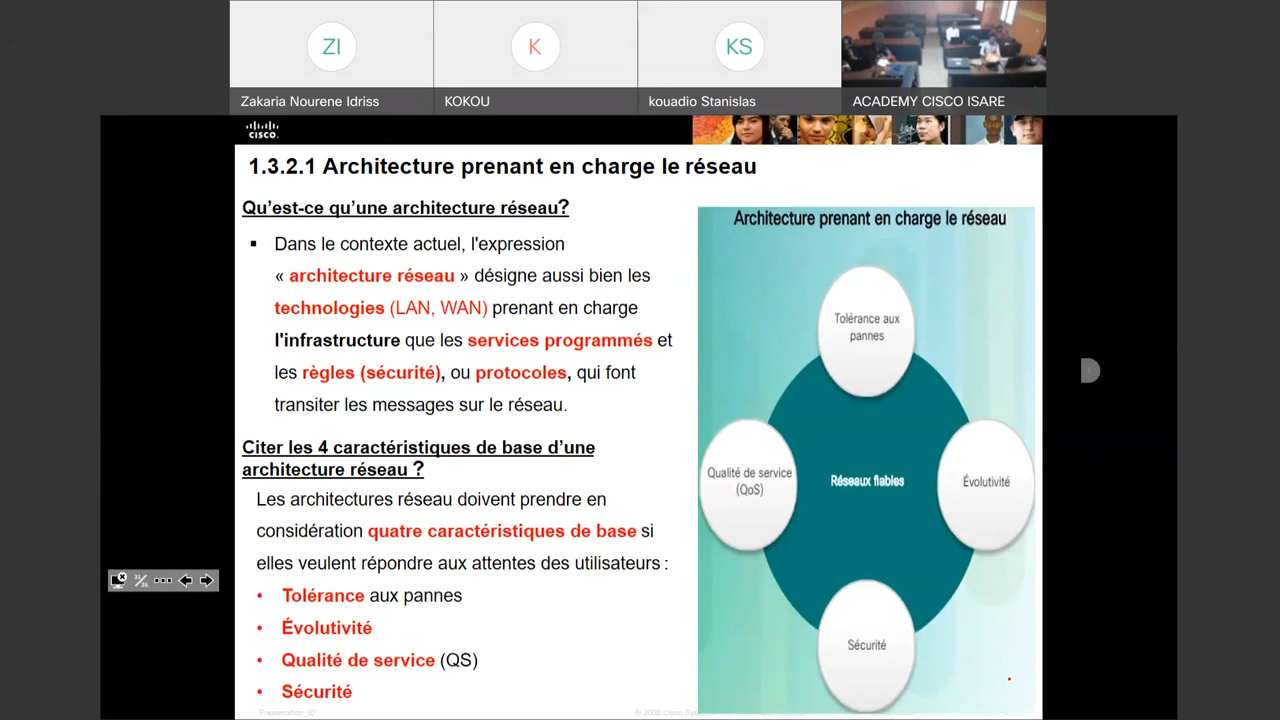 ZI
K
KS
Zakaria Nourene Idriss
KOKOU
kouadio Stanislas
ACADEMY CISCO ISARE
CISCO
1.3.2.1 Architecture prenant en charge le réseau
Qu'est-ce qu'une architecture réseau?
▪ Dans le contexte actuel, l'expression
« architecture réseau » désigne aussi bien les
technologies (LAN, WAN) prenant en charge
l'infrastructure que les services programmés et
les règles (sécurité), ou protocoles, qui font
transiter les messages sur le réseau.
Citer les 4 caractéristiques de base d'une
architecture réseau ?
Les architectures réseau doivent prendre en
considération quatre caractéristiques de base si
elles veulent répondre aux attentes des utilisateurs :
• Tolérance aux pannes
• Évolutivité
• Qualité de service (QS)
• Sécurité
Architecture prenant en charge le réseau
Tolérance aux
pannes
Qualité de service
(QoS)
Réseaux fiables
Évolutivité
Sécurité
31/36
Presentation_ID